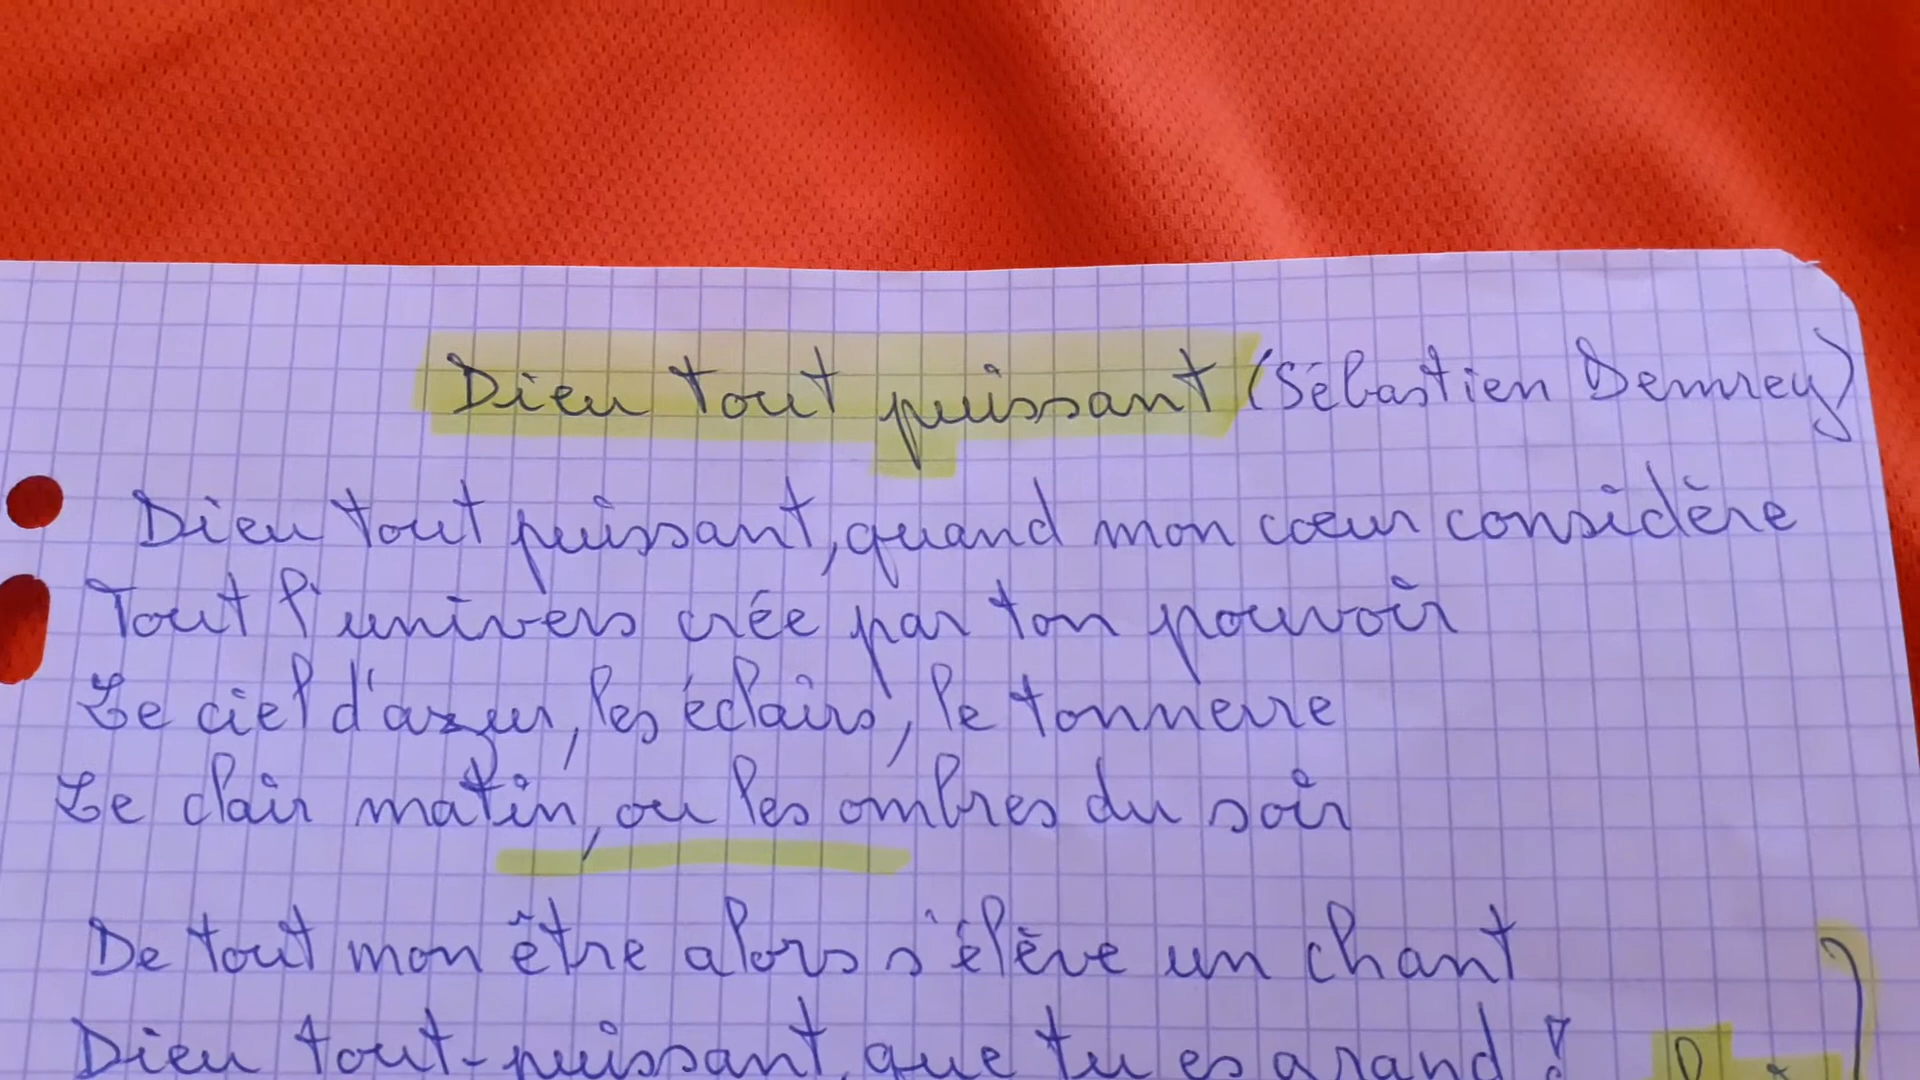 Dieu tout puissant (Sébastien Demrey)
Dieu tout puissant, quand mon cœur considère
Tout l'univers crée par ton pouvoir
Le ciel d'azur, les éclairs, le tonnerre
Le clair matin, ou les ombres du soir
De tout mon être alors s'élève un chant
Dieu tout-puissant, que tu es grand !